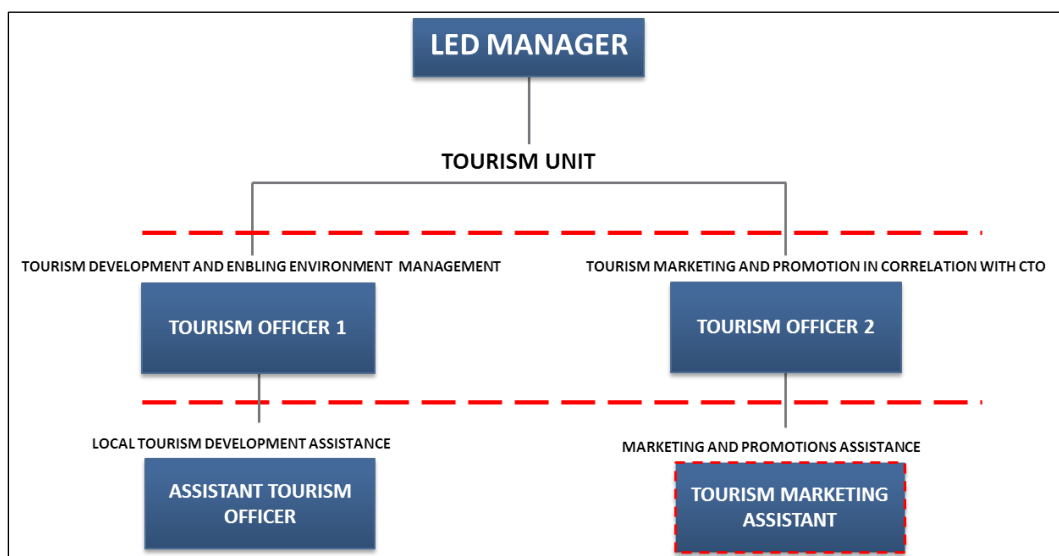 LED MANAGER
TOURISM UNIT
TOURISM DEVELOPMENT AND ENBLING ENVIRONMENT MANAGEMENT
TOURISM MARKETING AND PROMOTION IN CORRELATION WITH CTO
TOURISM OFFICER 1
TOURISM OFFICER 2
LOCAL TOURISM DEVELOPMENT ASSISTANCE
MARKETING AND PROMOTIONS ASSISTANCE
ASSISTANT TOURISM
OFFICER
TOURISM MARKETING
ASSISTANT